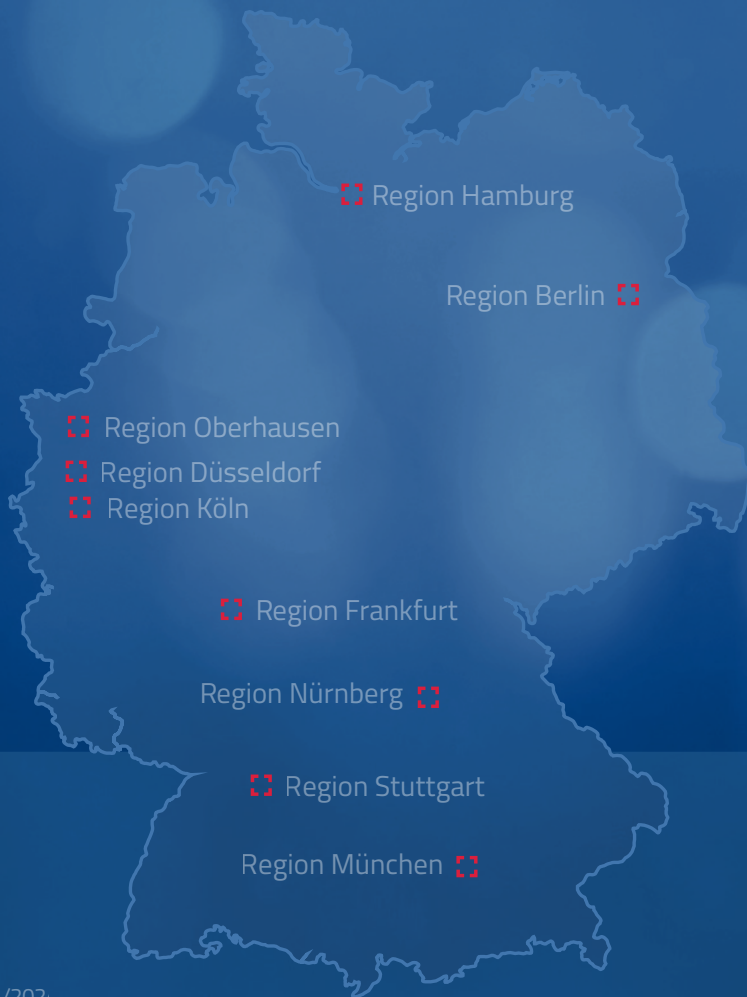 Region Hamburg
Region Berlin
Region Oberhausen
Region Düsseldorf
Region Köln
Region Frankfurt
Region Nürnberg
Region Stuttgart
Region München